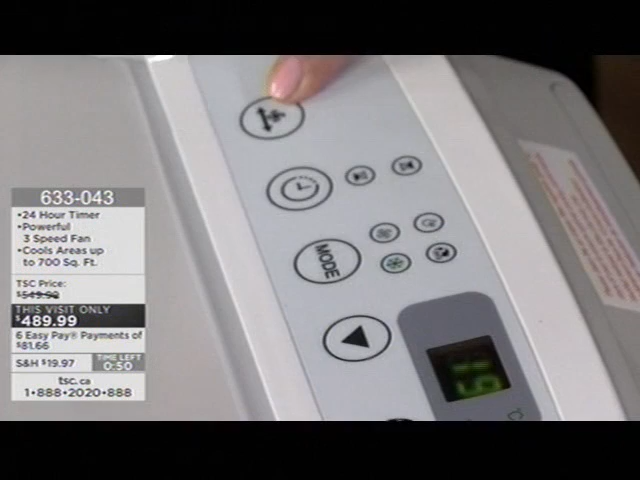 633-043
•24 Hour Timer
•Powerful
3 Speed Fan
•Cools Areas up
to 700 Sq. Ft.
TSC Price:
$549.90
THIS VISIT ONLY
$489.99
6 Easy Pay® Payments of
$81.66
S&H $19.97
TIME LEFT
0:50
tsc.ca
1•888•2020•888
MODE